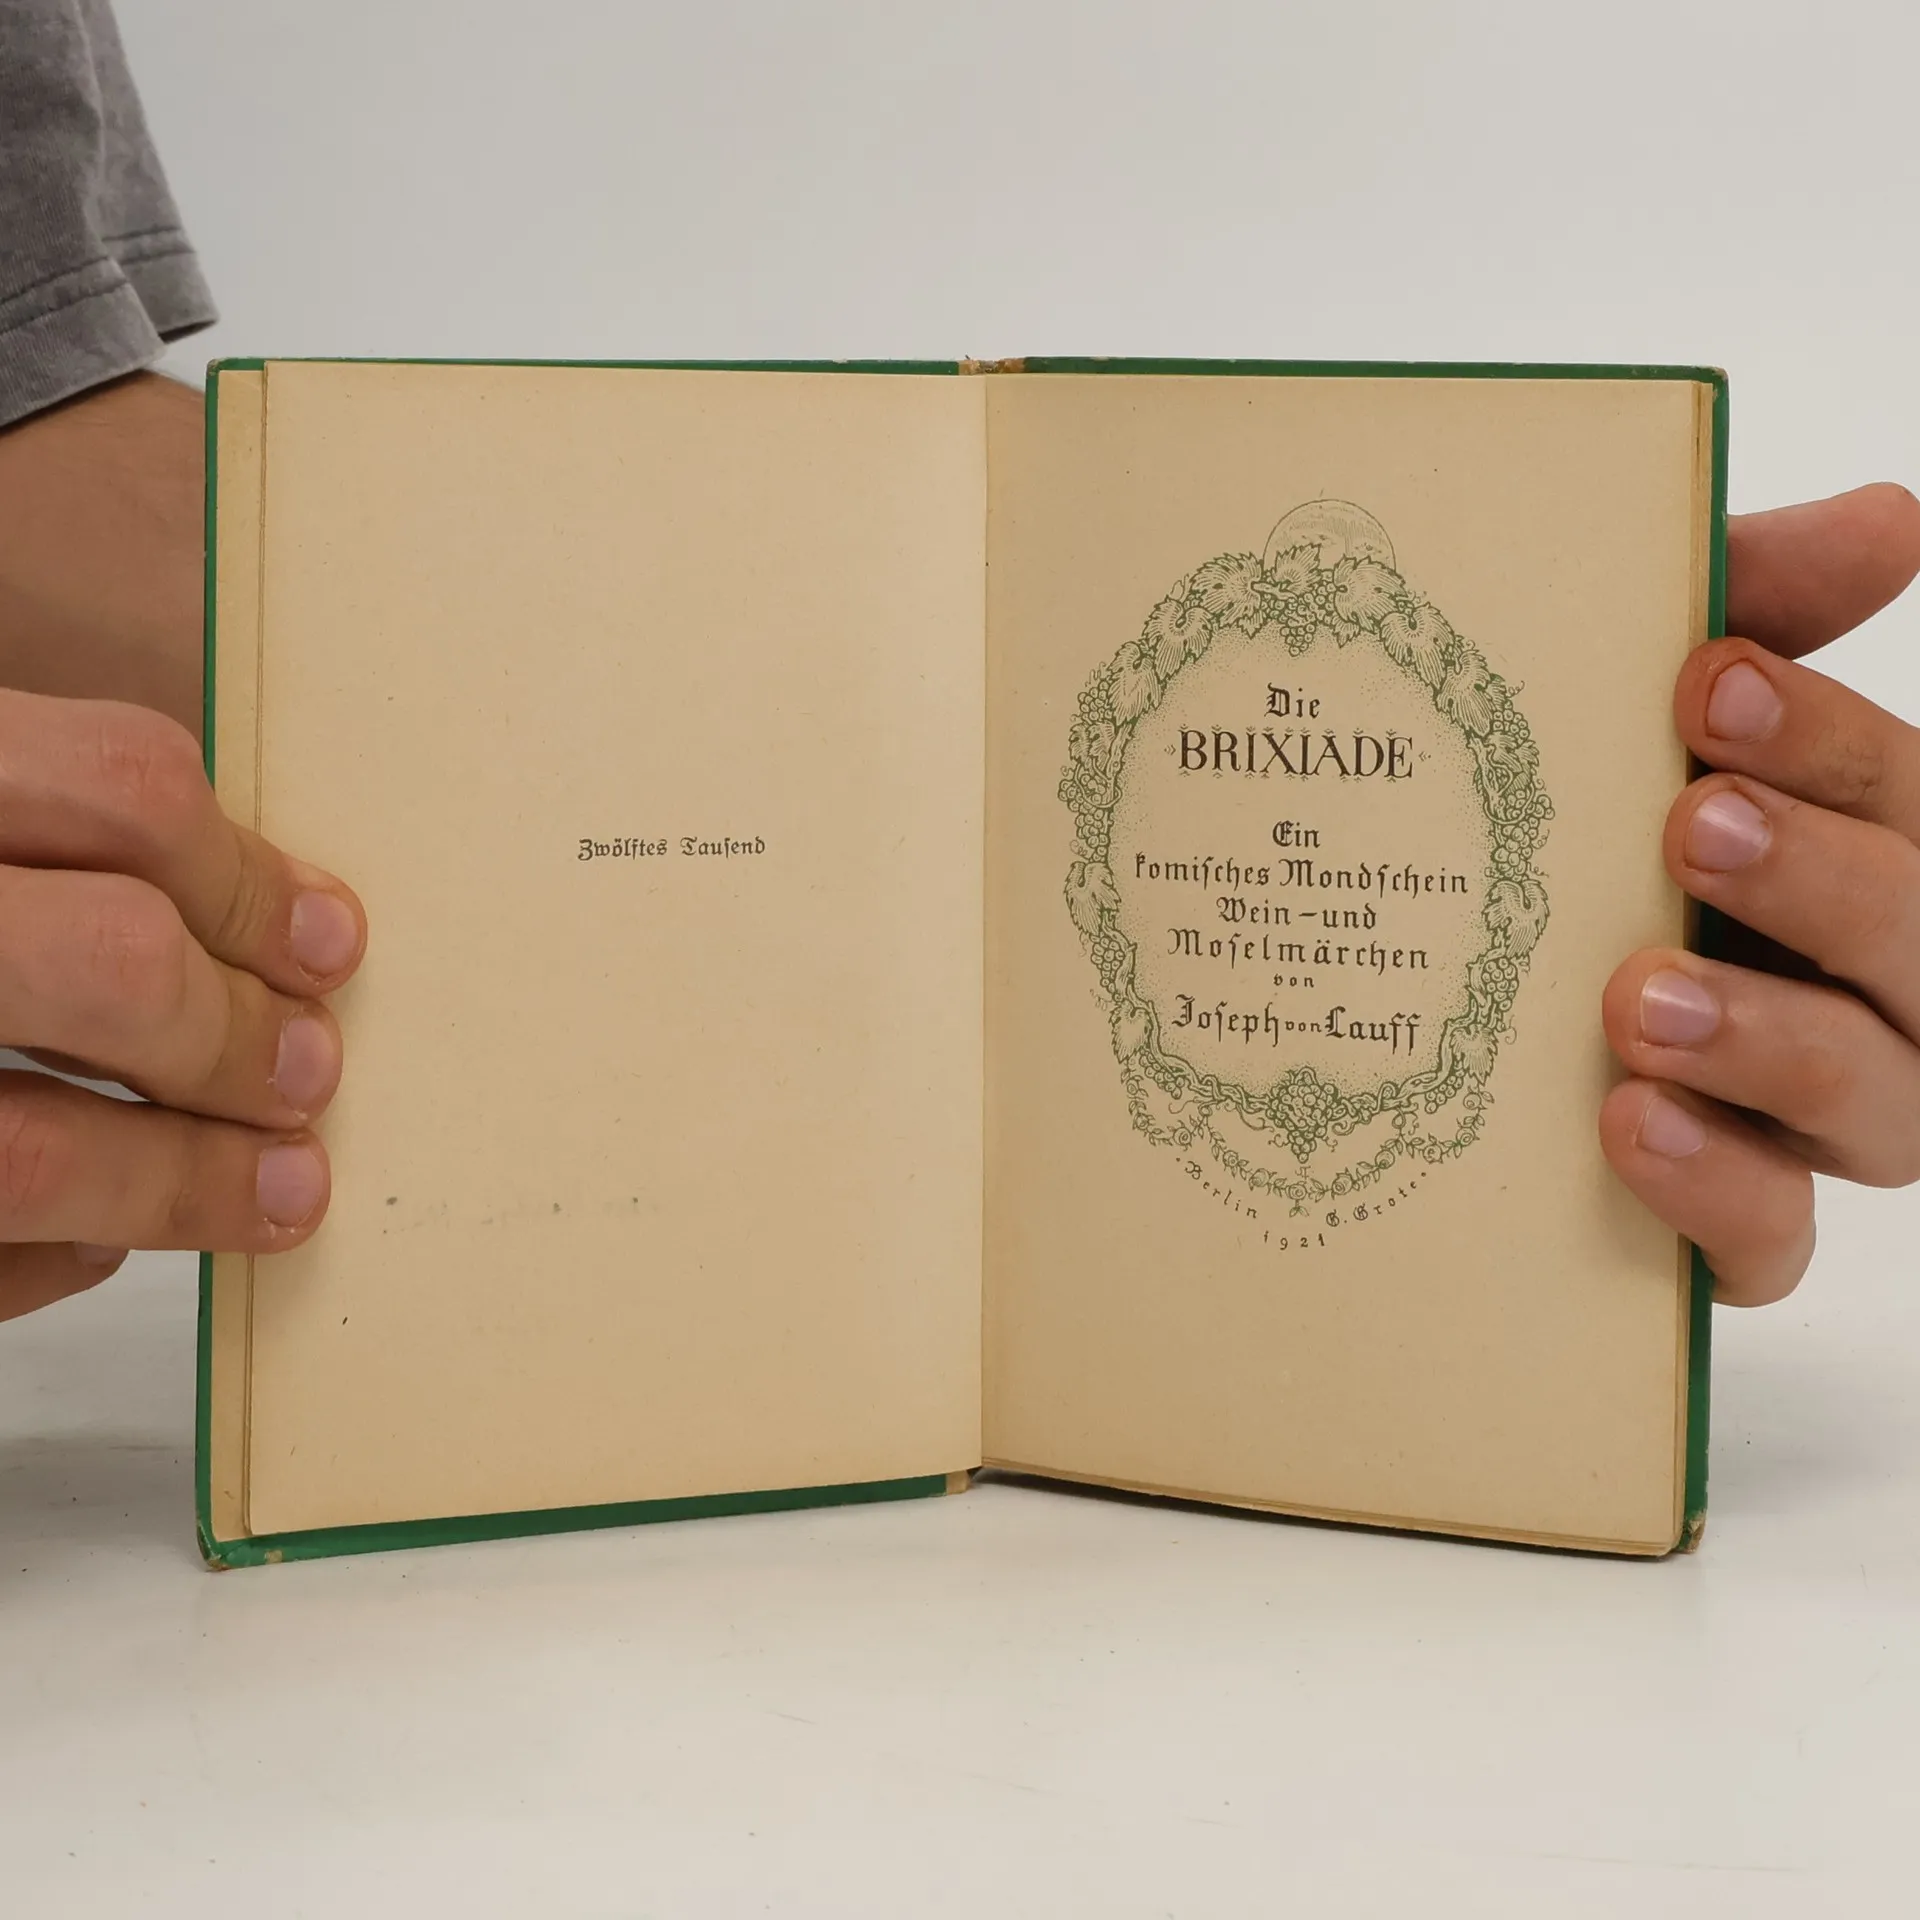 Zwölftes Tausend
Die
BRIXIADE
Ein
komisches Mondschein
Wein-und
Moselmärchen
von
Joseph von Lauff
Berlin G. Grote
1921